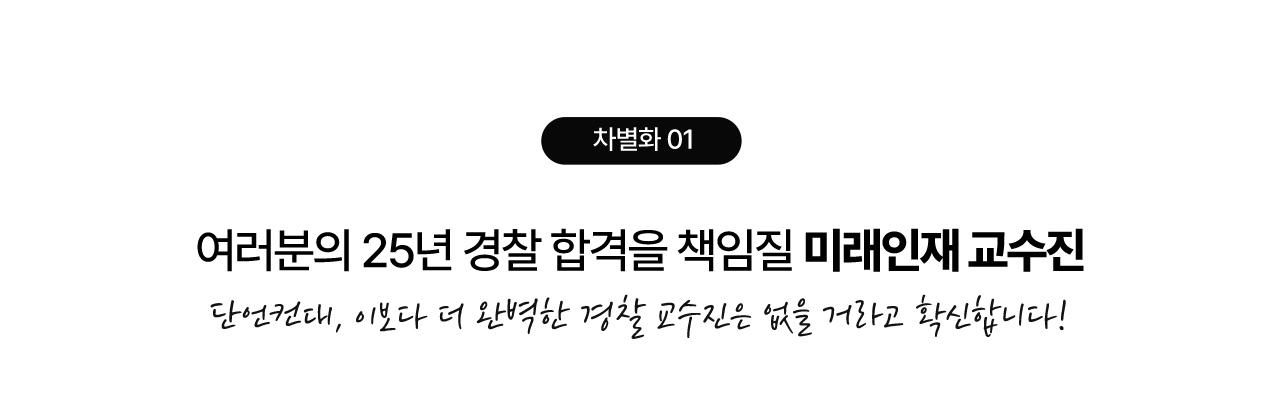 차별화 01
여러분의 25년 경찰 합격을 책임질 미래인재 교수진
단언컨대, 이보다 더 완벽한 경찰 교수진은 없을 거라고 확신합니다!